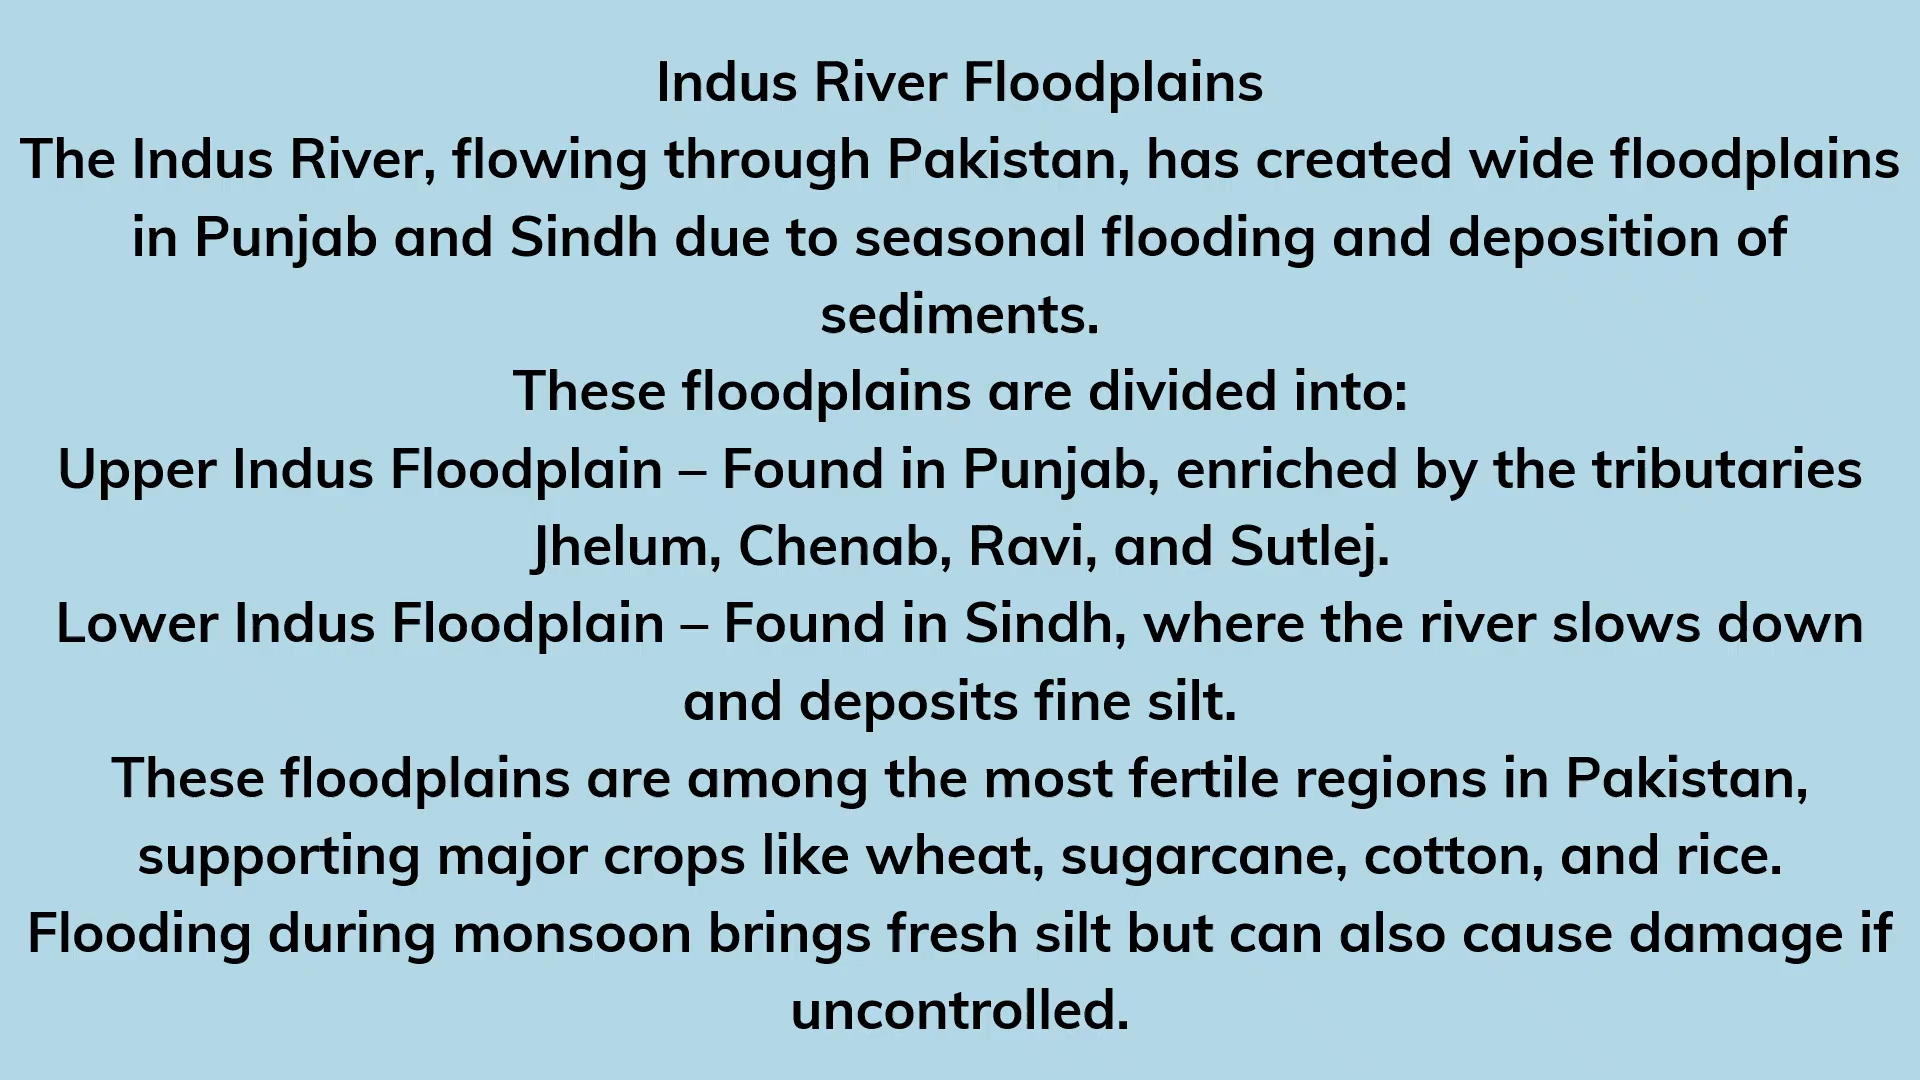 Indus River Floodplains
The Indus River, flowing through Pakistan, has created wide floodplains
in Punjab and Sindh due to seasonal flooding and deposition of
sediments.
These floodplains are divided into:
Upper Indus Floodplain – Found in Punjab, enriched by the tributaries
Jhelum, Chenab, Ravi, and Sutlej.
Lower Indus Floodplain – Found in Sindh, where the river slows down
and deposits fine silt.
These floodplains are among the most fertile regions in Pakistan,
supporting major crops like wheat, sugarcane, cotton, and rice.
Flooding during monsoon brings fresh silt but can also cause damage if
uncontrolled.